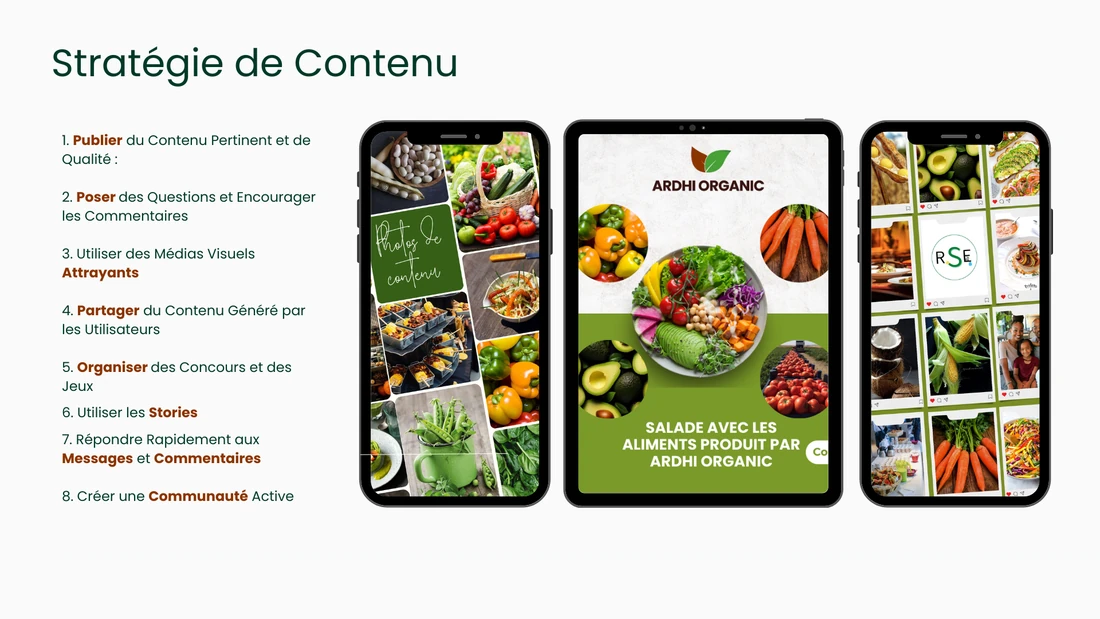 Stratégie de Contenu
1. Publier du Contenu Pertinent et de
Qualité :
2. Poser des Questions et Encourager
les Commentaires
3. Utiliser des Médias Visuels
Attrayants
4. Partager du Contenu Généré par
les Utilisateurs
5. Organiser des Concours et des
Jeux
6. Utiliser les Stories
7. Répondre Rapidement aux
Messages et Commentaires
8. Créer une Communauté Active
Photos de
contenu
ARDHI ORGANIC
SALADE AVEC LES
ALIMENTS PRODUIT PAR
ARDHI ORGANIC
Co
RSE